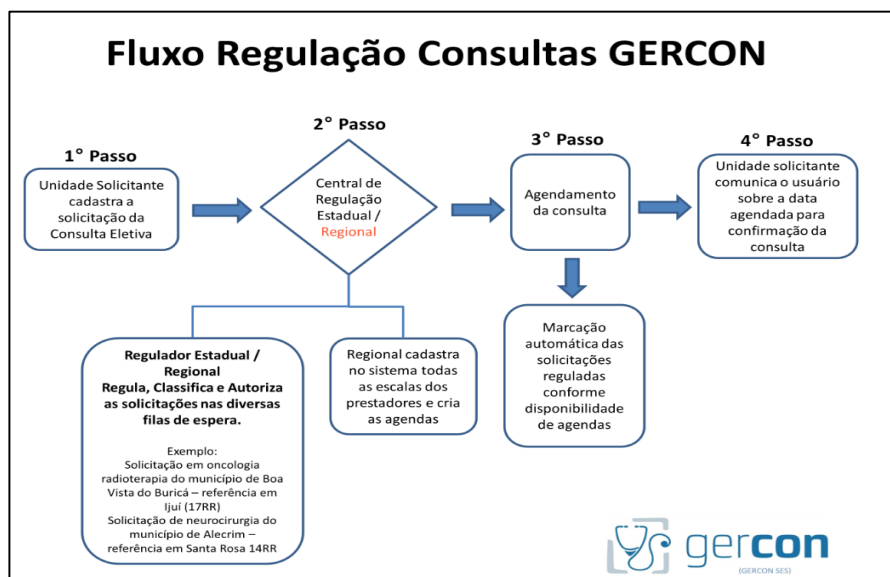 Fluxo Regulação Consultas GERCON
1° Passo
Unidade Solicitante
cadastra a
solicitação da
Consulta Eletiva
2° Passo
Central de
Regulação
Estadual /
Regional
3° Passo
Agendamento
da consulta
4° Passo
Unidade solicitante
comunica o usuário
sobre a data
agendada para
confirmação da
consulta
Regulador Estadual /
Regional
Regula, Classifica e Autoriza
as solicitações nas diversas
filas de espera.
Exemplo:
Solicitação em oncologia
radioterapia do município de Boa
Vista do Buricá – referência em
Ijuí (17RR)
Solicitação de neurocirurgia do
município de Alecrim –
referência em Santa Rosa 14RR
Regional cadastra
no sistema todas
as escalas dos
prestadores e cria
as agendas
Marcação
automática das
solicitações
reguladas
conforme
disponibilidade
de agendas
gercon
(GERCON SES)